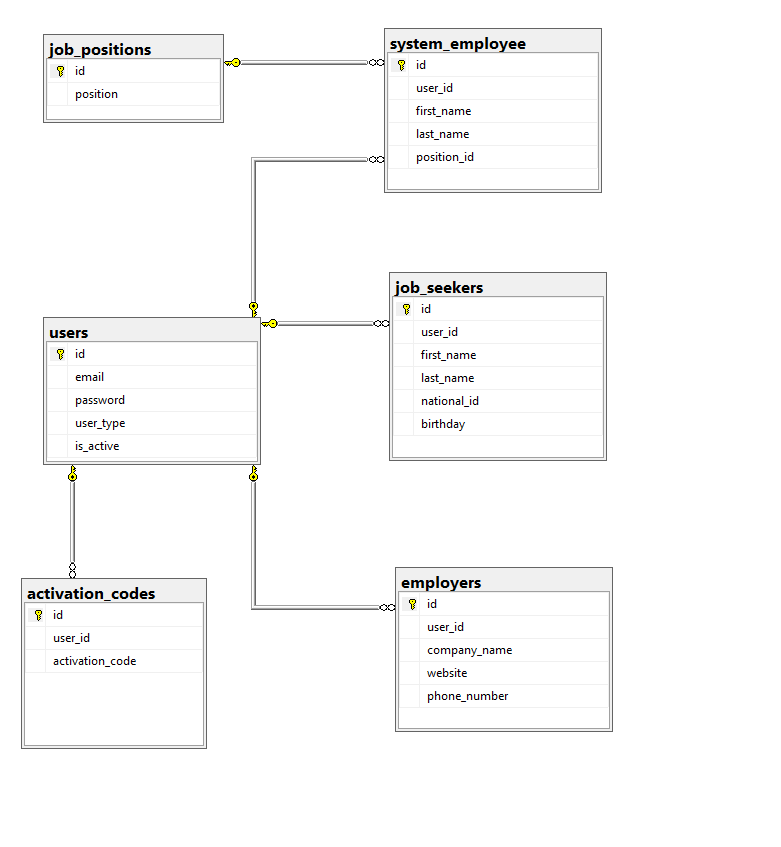 job_positions
id
position
system_employee
id
user_id
first_name
last_name
position_id
job_seekers
id
user_id
first_name
last_name
national_id
birthday
users
id
email
password
user_type
is_active
activation_codes
id
user_id
activation_code
employers
id
user_id
company_name
website
phone_number